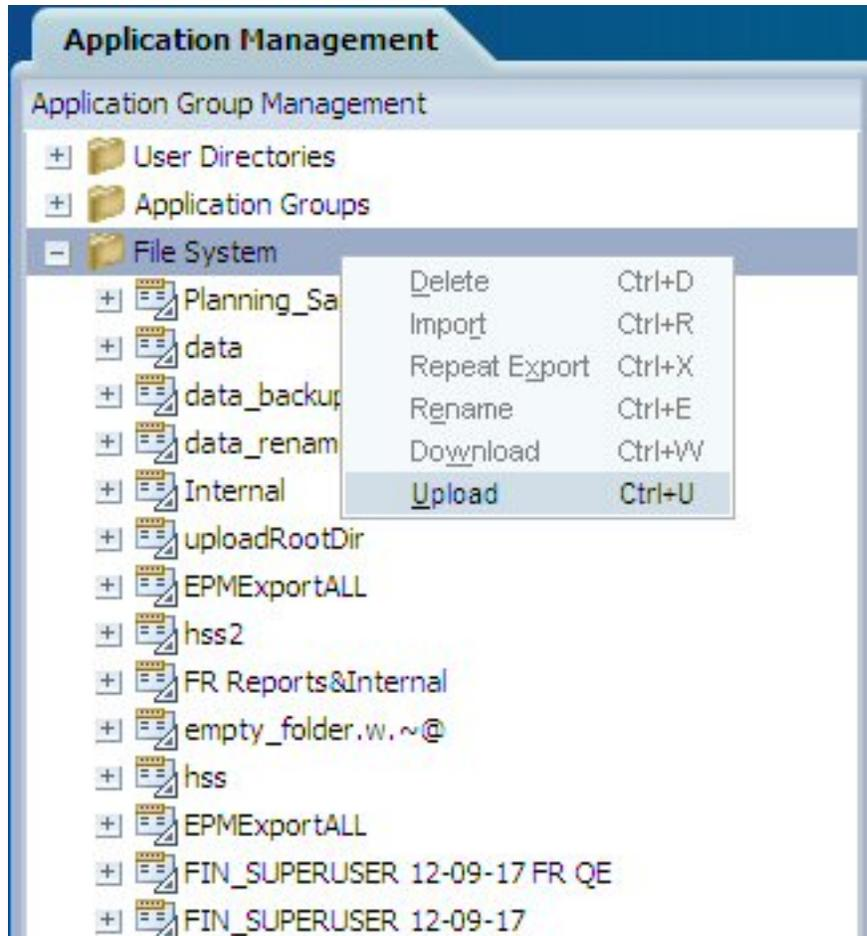 Application Management
Application Group Management
User Directories
Application Groups
File System
Planning_Sa
data
data_backup
data_renam
Internal
uploadRootDir
EPMExportALL
hss2
FR Reports&Internal
empty_folder.w.~@
hss
EPMExportALL
FIN_SUPERUSER 12-09-17 FR QE
FIN_SUPERUSER 12-09-17
Delete Ctrl+D
Import Ctrl+R
Repeat Export Ctrl+X
Rename Ctrl+E
Download Ctrl+W
Upload Ctrl+U